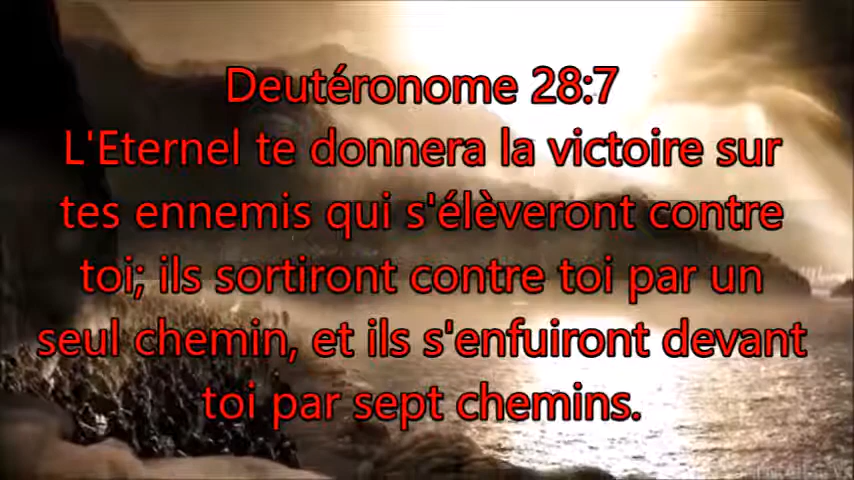 Deutéronome 28:7
L'Eternel te donnera la victoire sur
tes ennemis qui s'élèveront contre
toi; ils sortiront contre toi par un
seul chemin, et ils s'enfuiront devant
toi par sept chemins.